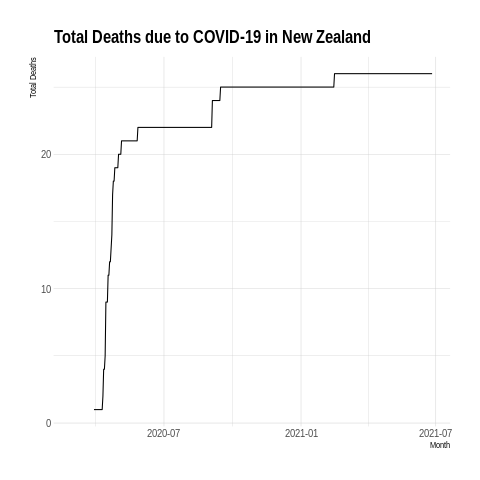 Total Deaths due to COVID-19 in New Zealand
Total Deaths
20
10
0
2020-07
2021-01
2021-07
Month